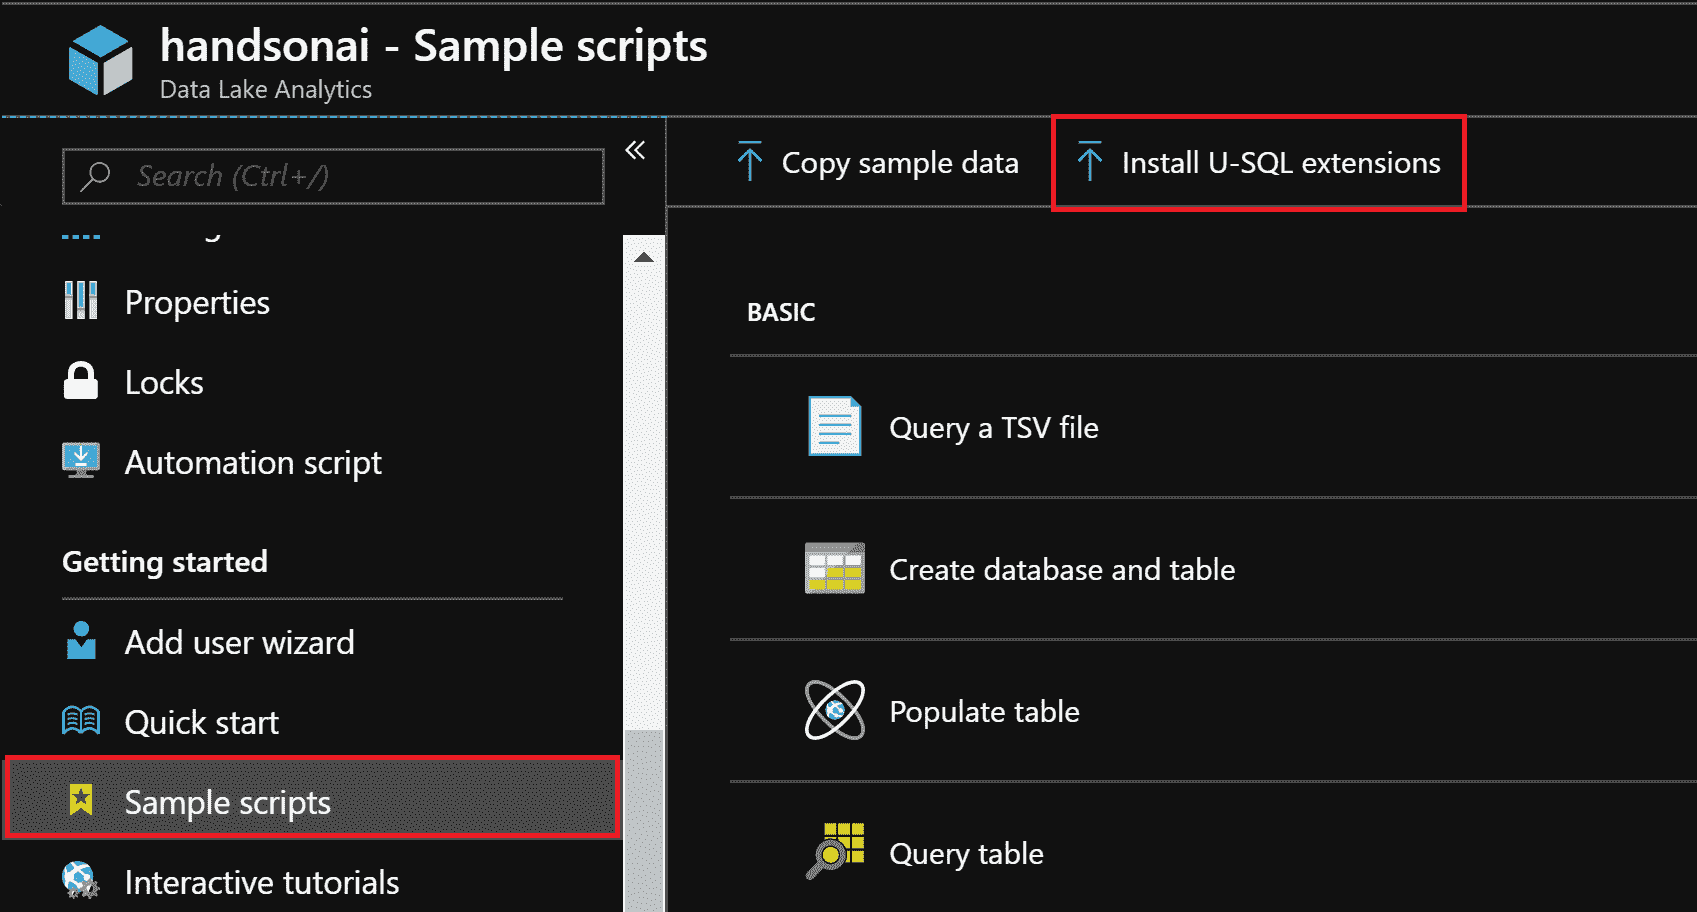 handsonai - Sample scripts
Data Lake Analytics
Search (Ctrl+/)
Properties
Locks
Automation script
Getting started
Add user wizard
Quick start
Sample scripts
Interactive tutorials
Copy sample data
Install U-SQL extensions
BASIC
Query a TSV file
Create database and table
Populate table
Query table